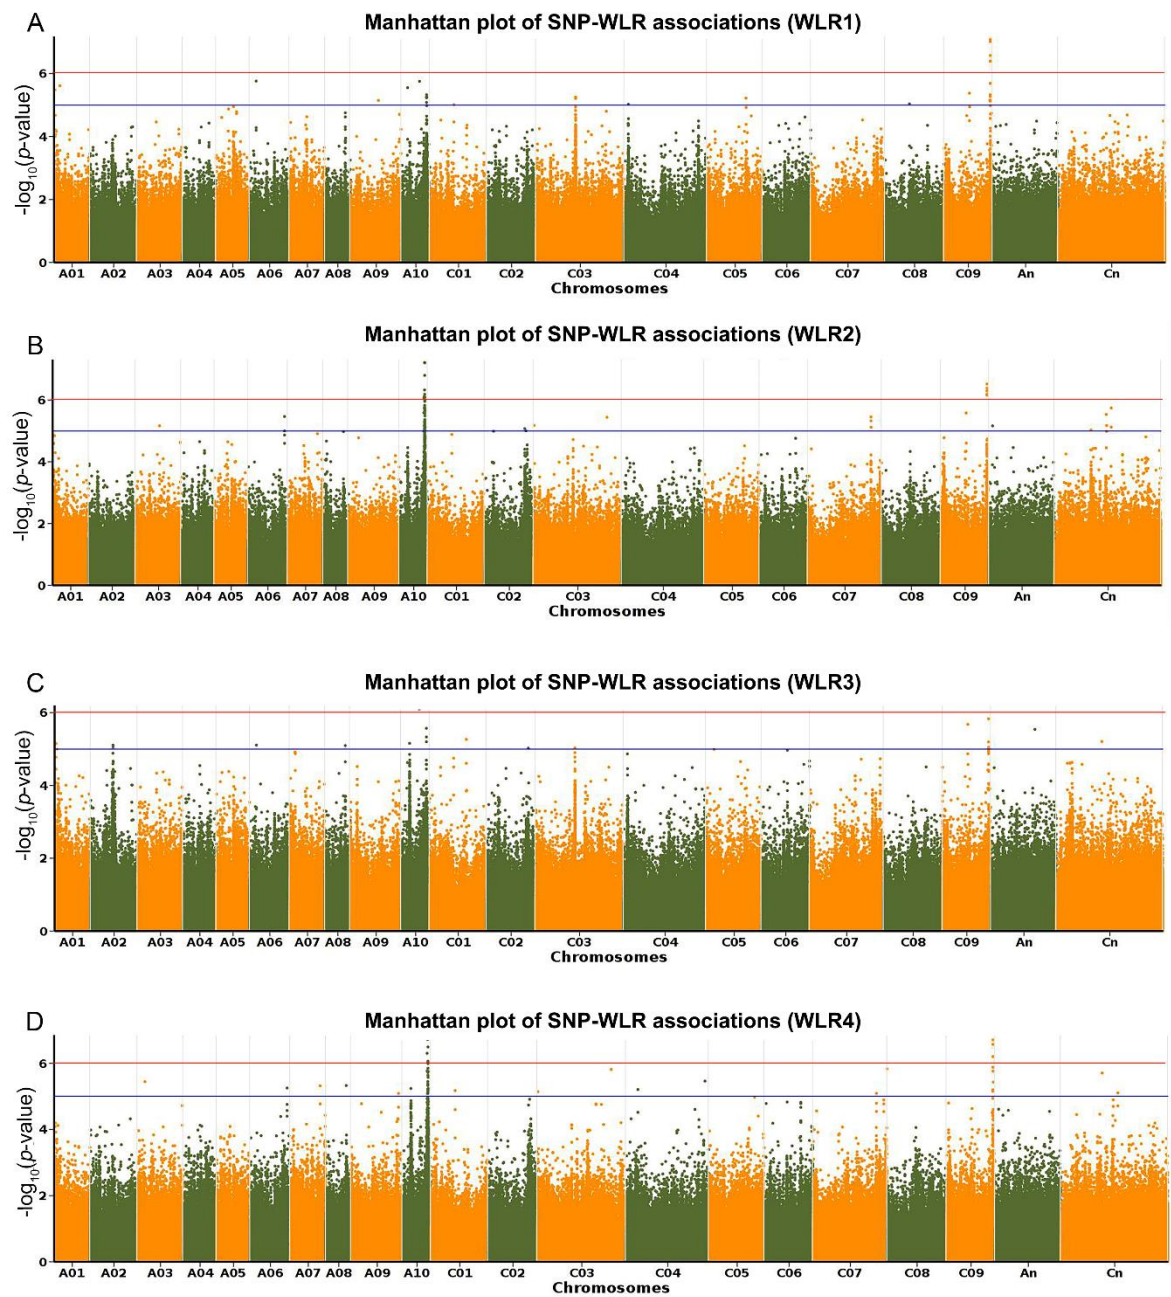 A
Manhattan plot of SNP-WLR associations (WLR1)
-log10(p-value)
6
4
2
0
A01 A02 A03 A04 A05 A06 A07 A08 A09 A10 C01 C02 C03 C04 C05 C06 C07 C08 C09 An Cn
Chromosomes
B
Manhattan plot of SNP-WLR associations (WLR2)
-log10(p-value)
6
4
2
0
A01 A02 A03 A04 A05 A06 A07 A08 A09 A10 C01 C02 C03 C04 C05 C06 C07 C08 C09 An Cn
Chromosomes
C
Manhattan plot of SNP-WLR associations (WLR3)
-log10(p-value)
6
4
2
0
A01 A02 A03 A04 A05 A06 A07 A08 A09 A10 C01 C02 C03 C04 C05 C06 C07 C08 C09 An Cn
Chromosomes
D
Manhattan plot of SNP-WLR associations (WLR4)
-log10(p-value)
6
4
2
0
A01 A02 A03 A04 A05 A06 A07 A08 A09 A10 C01 C02 C03 C04 C05 C06 C07 C08 C09 An Cn
Chromosomes